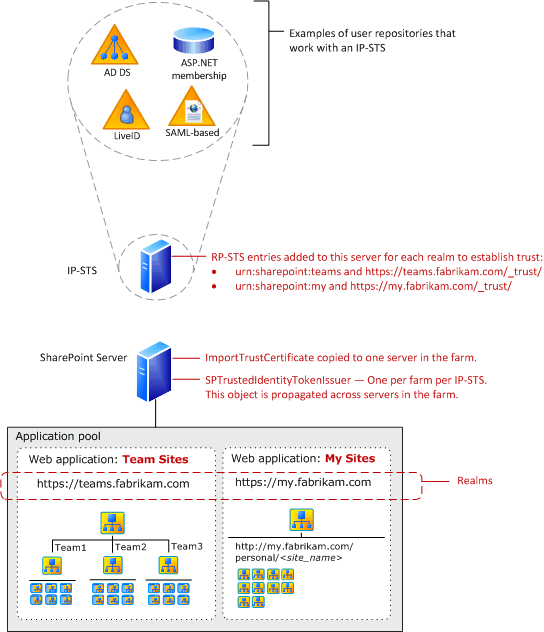 Examples of user repositories that
work with an IP-STS
AD DS
ASP.NET
membership
LiveID
SAML-based
IP-STS
RP-STS entries added to this server for each realm to establish trust:
• urn:sharepoint:teams and https://teams.fabrikam.com/_trust/
• urn:sharepoint:my and https://my.fabrikam.com/_trust/
SharePoint Server
ImportTrustCertificate copied to one server in the farm.
SPTrustedIdentityTokenIssuer — One per farm per IP-STS.
This object is propagated across servers in the farm.
Application pool
Web application: Team Sites
Web application: My Sites
https://teams.fabrikam.com
https://my.fabrikam.com
Realms
Team1
Team2
Team3
http://my.fabrikam.com/
personal/<site_name>